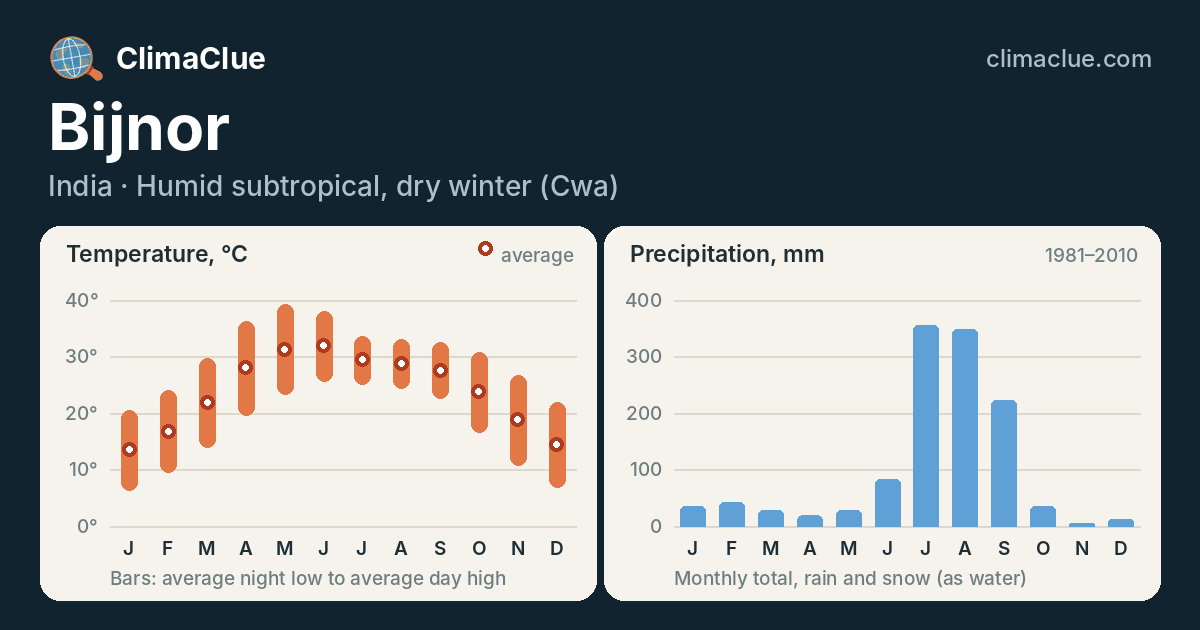 ClimaClue
climaclue.com
Bijnor
India · Humid subtropical, dry winter (Cwa)
Temperature, °C
average
40°
30°
20°
10°
0°
J F M A M J J A S O N D
Bars: average night low to average day high
Precipitation, mm
1981–2010
400
300
200
100
0
J F M A M J J A S O N D
Monthly total, rain and snow (as water)